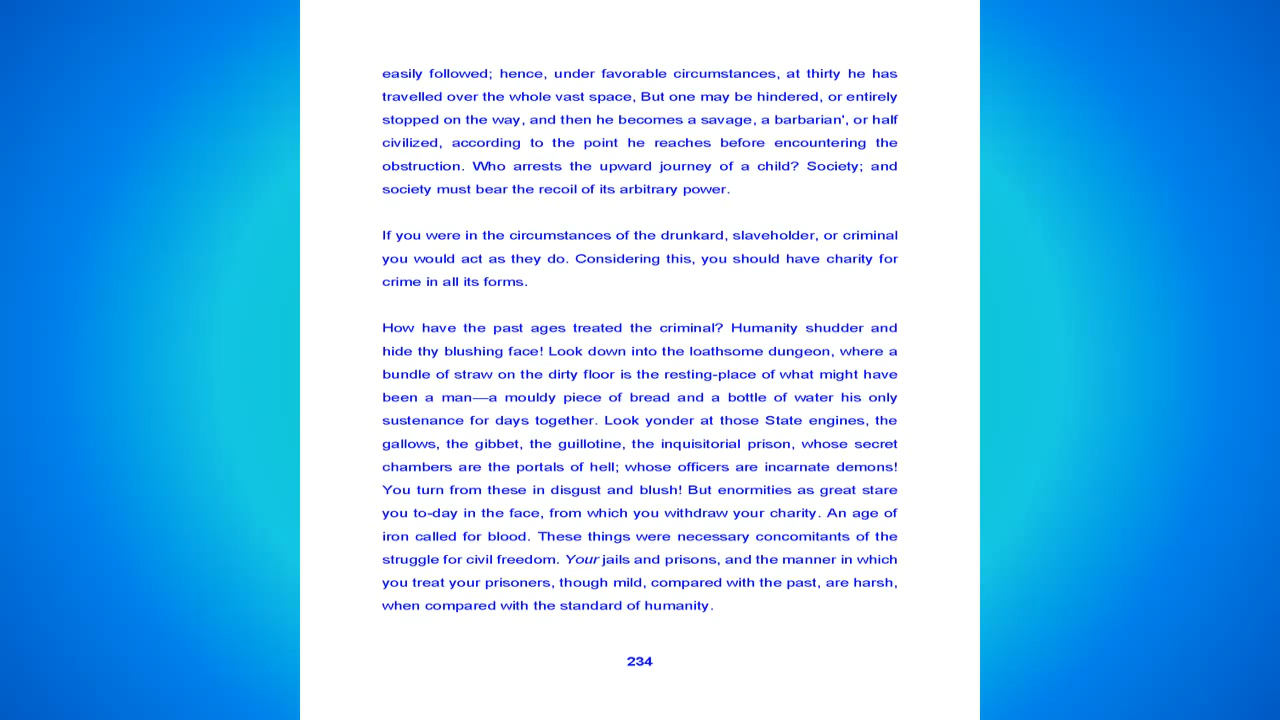 easily followed; hence, under favorable circumstances, at thirty he has
travelled over the whole vast space, But one may be hindered, or entirely
stopped on the way, and then he becomes a savage, a barbarian', or half
civilized, according to the point he reaches before encountering the
obstruction. Who arrests the upward journey of a child? Society; and
society must bear the recoil of its arbitrary power.
If you were in the circumstances of the drunkard, slaveholder, or criminal
you would act as they do. Considering this, you should have charity for
crime in all its forms.
How have the past ages treated the criminal? Humanity shudder and
hide thy blushing face! Look down into the loathsome dungeon, where a
bundle of straw on the dirty floor is the resting-place of what might have
been a man—a mouldy piece of bread and a bottle of water his only
sustenance for days together. Look yonder at those State engines, the
gallows, the gibbet, the guillotine, the inquisitorial prison, whose secret
chambers are the portals of hell; whose officers are incarnate demons!
You turn from these in disgust and blush! But enormities as great stare
you to-day in the face, from which you withdraw your charity. An age of
iron called for blood. These things were necessary concomitants of the
struggle for civil freedom. Your jails and prisons, and the manner in which
you treat your prisoners, though mild, compared with the past, are harsh,
when compared with the standard of humanity.
234